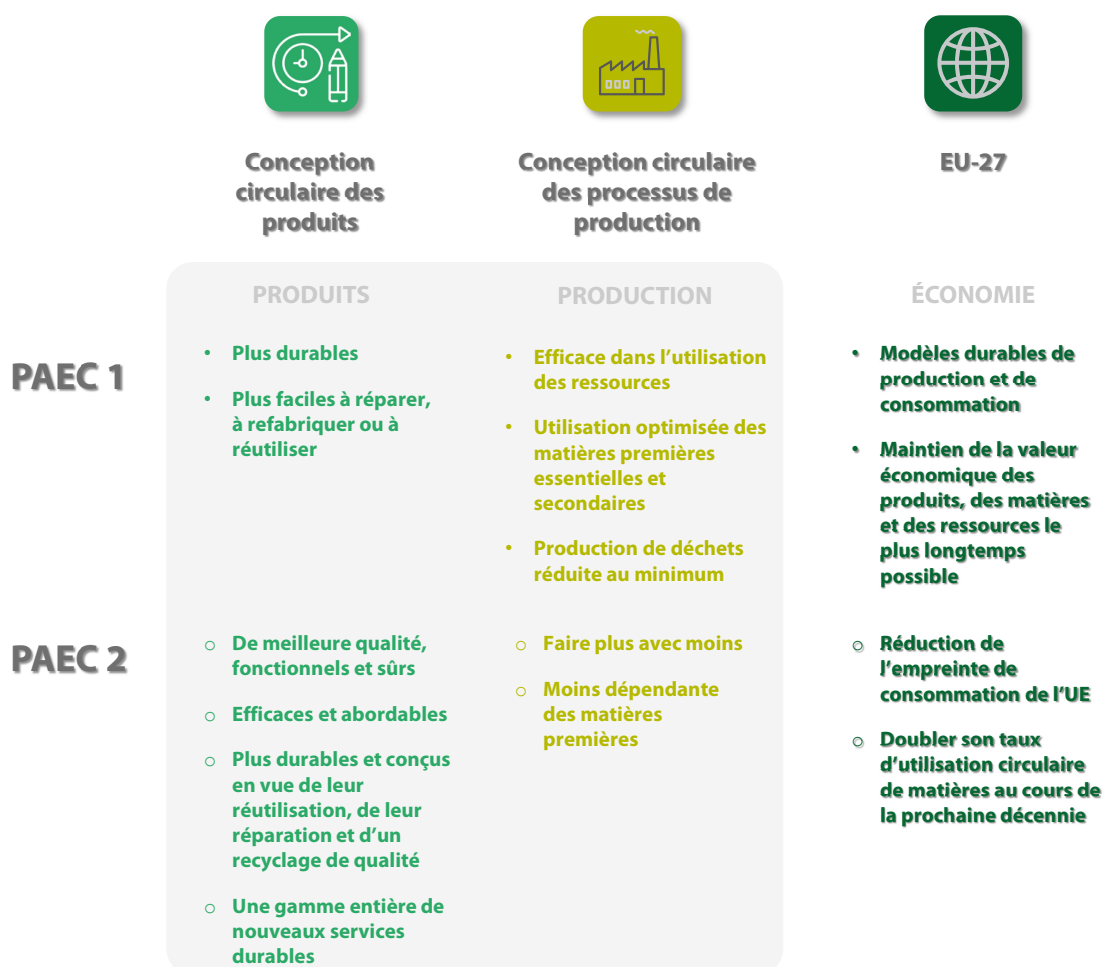 Conception
circulaire des
produits
Conception circulaire
des processus de
production
EU-27
PRODUITS
PRODUCTION
ÉCONOMIE
PAEC 1
• Plus durables
• Plus faciles à réparer,
à refabriquer ou à
réutiliser
• Efficace dans l’utilisation
des ressources
• Utilisation optimisée des
matières premières
essentielles et
secondaires
• Production de déchets
réduite au minimum
• Modèles durables de
production et de
consommation
• Maintien de la valeur
économique des
produits, des matières
et des ressources le
plus longtemps
possible
PAEC 2
o De meilleure qualité,
fonctionnels et sûrs
o Efficaces et abordables
o Plus durables et conçus
en vue de leur
réutilisation, de leur
réparation et d’un
recyclage de qualité
o Une gamme entière de
nouveaux services
durables
o Faire plus avec moins
o Moins dépendante
des matières
premières
o Réduction de
l’empreinte de
consommation de l’UE
o Doubler son taux
d’utilisation circulaire
de matières au cours de
la prochaine décennie